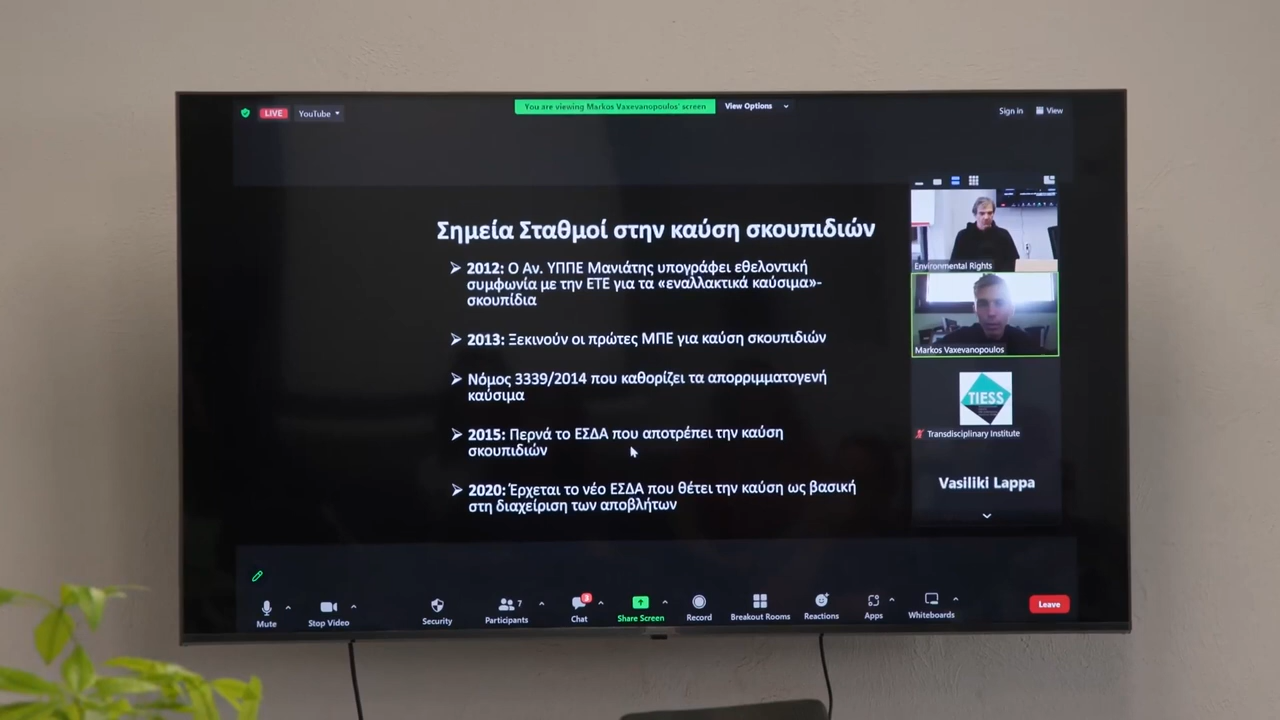 LIVE
YouTube
You are viewing Markos Vaxevanopoulos' screen
View Options
Sign in
View
Σημεία Σταθμοί στην καύση σκουπιδιών
➢ 2012: Ο Αν. ΥΠΠΕ Μανιάτης υπογράφει εθελοντική
συμφωνία με την ΕΤΕ για τα «εναλλακτικά καύσιμα»-
σκουπίδια
➢ 2013: Ξεκινούν οι πρώτες ΜΠΕ για καύση σκουπιδιών
➢ Νόμος 3339/2014 που καθορίζει τα απορριμματογενή
καύσιμα
➢ 2015: Περνά το ΕΣΔΑ που αποτρέπει την καύση
σκουπιδιών
➢ 2020: Έρχεται το νέο ΕΣΔΑ που θέτει την καύση ως βασική
στη διαχείριση των αποβλήτων
Environmental Rights
Markos Vaxevanopoulos
TIESS
Transdisciplinary Institute
Vasiliki Lappa
Mute
Stop Video
Security
7
Participants
3
Chat
Share Screen
Record
Breakout Rooms
Reactions
Apps
Whiteboards
Leave